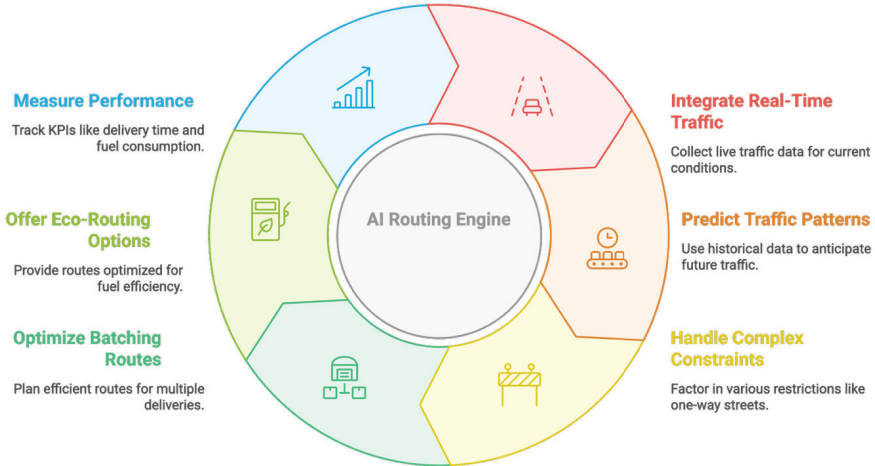 Measure Performance
Track KPIs like delivery time and
fuel consumption.
Offer Eco-Routing
Options
Provide routes optimized for
fuel efficiency.
Optimize Batching
Routes
Plan efficient routes for multiple
deliveries.
AI Routing Engine
Integrate Real-Time
Traffic
Collect live traffic data for current
conditions.
Predict Traffic Patterns
Use historical data to anticipate
future traffic.
Handle Complex
Constraints
Factor in various restrictions like
one-way streets.